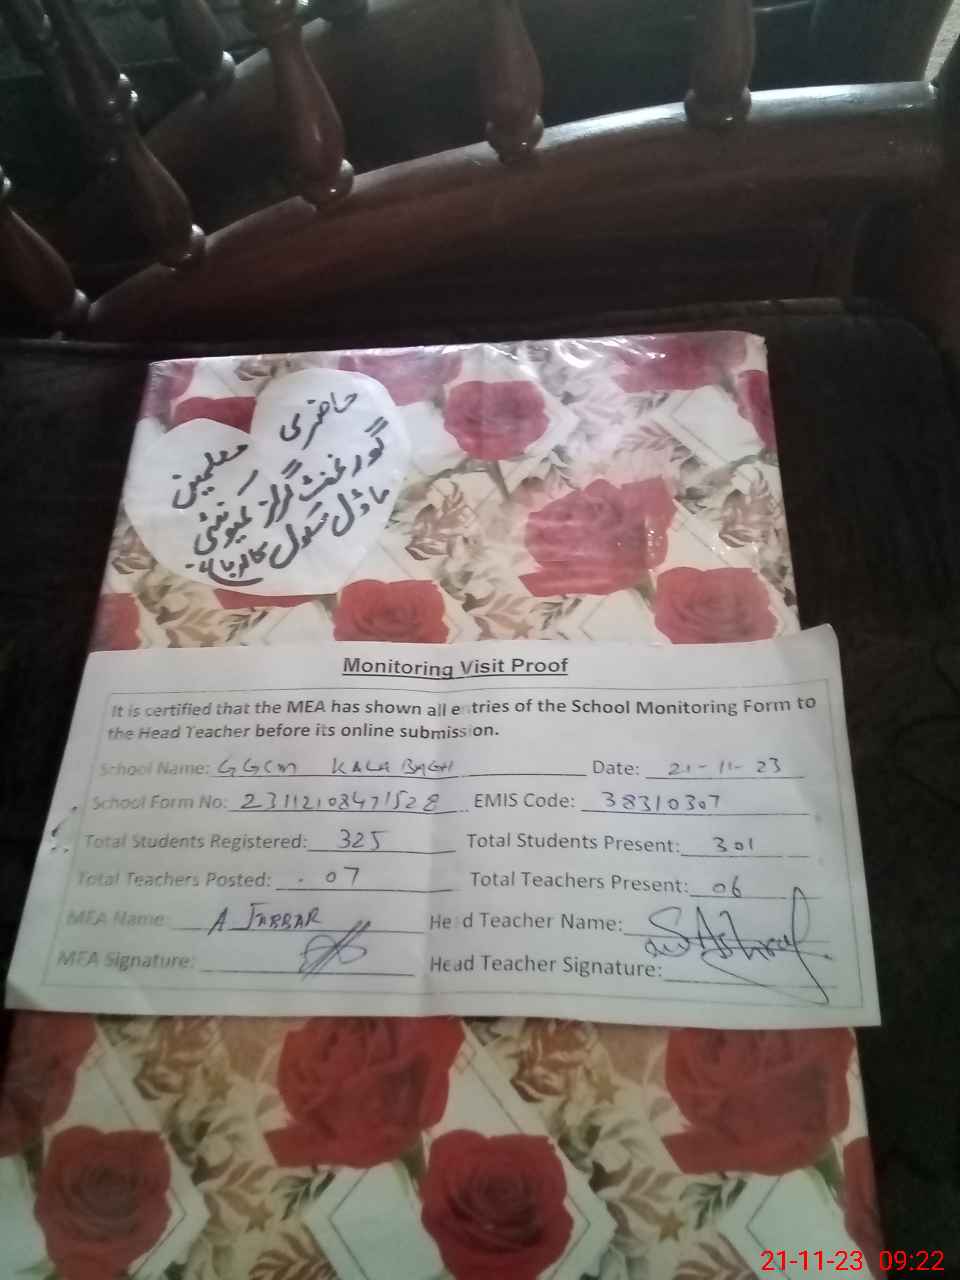 حاضری معلمین
گورنمنٹ گرلز کمیونٹی
ماڈل سکول کالاباغ
Monitoring Visit Proof
It is certified that the MEA has shown all entries of the School Monitoring Form to
the Head Teacher before its online submission.
School Name: GGCM KALA BAGH Date: 21-11-23
School Form No: 231121083471528 EMIS Code: 38310307
Total Students Registered: 325 Total Students Present: 301
Total Teachers Posted: 07 Total Teachers Present: 06
MEA Name: A JABBAR Head Teacher Name: S Ashraf
MEA Signature: Head Teacher Signature:
21-11-23 09:22